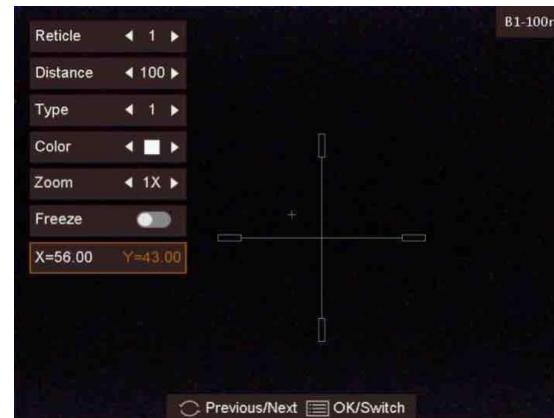 B1-100m
Reticle 1
Distance 100
Type 1
Color
Zoom 1X
Freeze
X=56.00 Y=43.00
Previous/Next OK/Switch